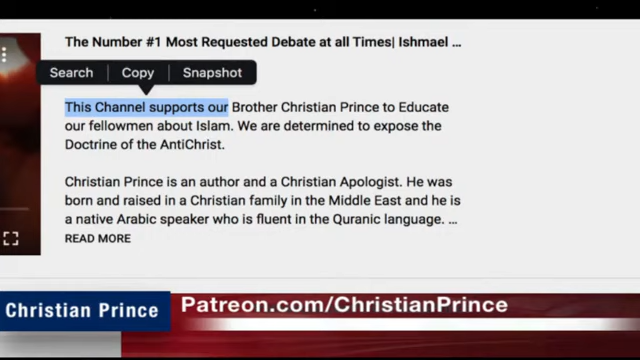 The Number #1 Most Requested Debate at all Times| Ishmael ...
Search Copy Snapshot
This Channel supports our Brother Christian Prince to Educate
our fellowmen about Islam. We are determined to expose the
Doctrine of the AntiChrist.
Christian Prince is an author and a Christian Apologist. He was
born and raised in a Christian family in the Middle East and he is
a native Arabic speaker who is fluent in the Quranic language. ...
READ MORE
Christian Prince
Patreon.com/ChristianPrince